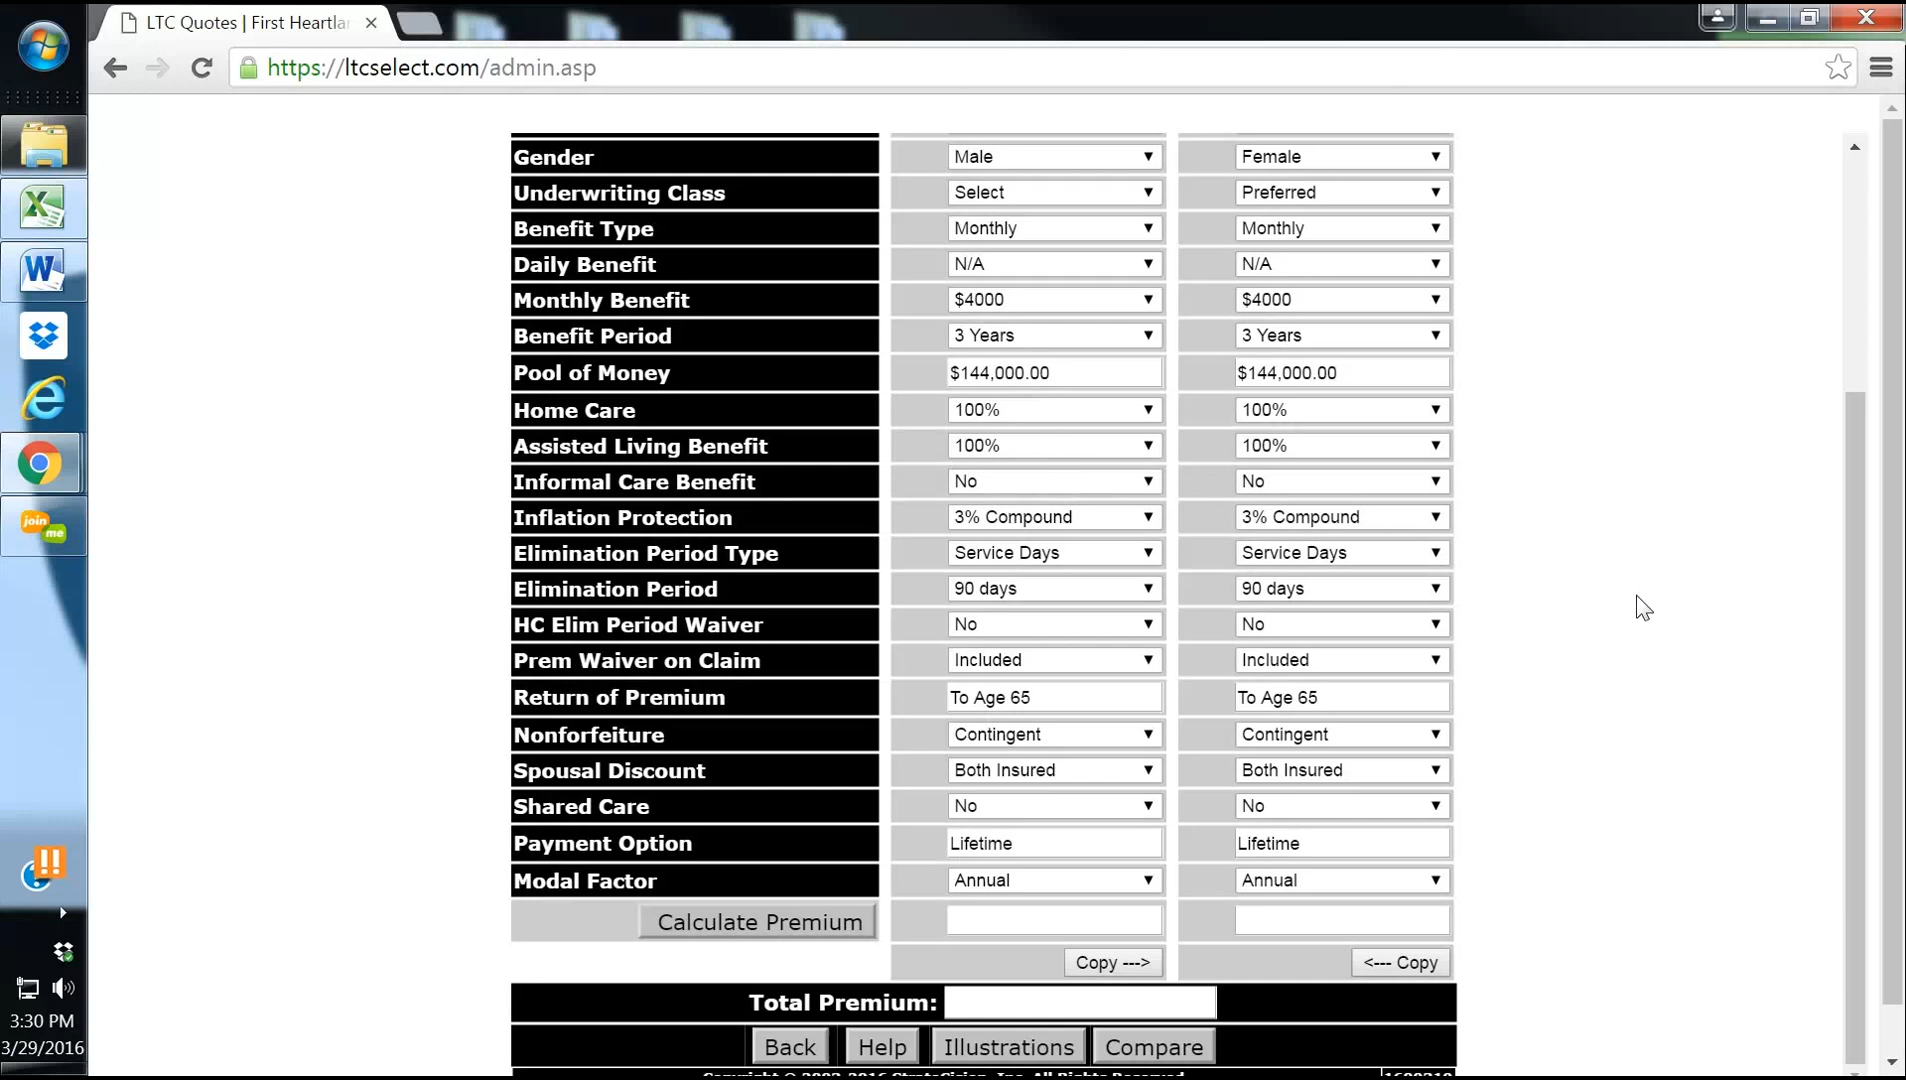 LTC Quotes | First Heartla
https://ltcselect.com/admin.asp
Gender Male Female
Underwriting Class Select Preferred
Benefit Type Monthly Monthly
Daily Benefit N/A N/A
Monthly Benefit $4000 $4000
Benefit Period 3 Years 3 Years
Pool of Money $144,000.00 $144,000.00
Home Care 100% 100%
Assisted Living Benefit 100% 100%
Informal Care Benefit No No
Inflation Protection 3% Compound 3% Compound
Elimination Period Type Service Days Service Days
Elimination Period 90 days 90 days
HC Elim Period Waiver No No
Prem Waiver on Claim Included Included
Return of Premium To Age 65 To Age 65
Nonforfeiture Contingent Contingent
Spousal Discount Both Insured Both Insured
Shared Care No No
Payment Option Lifetime Lifetime
Modal Factor Annual Annual
Calculate Premium
Copy ---> <--- Copy
Total Premium:
Back Help Illustrations Compare
join
me
3:30 PM
3/29/2016